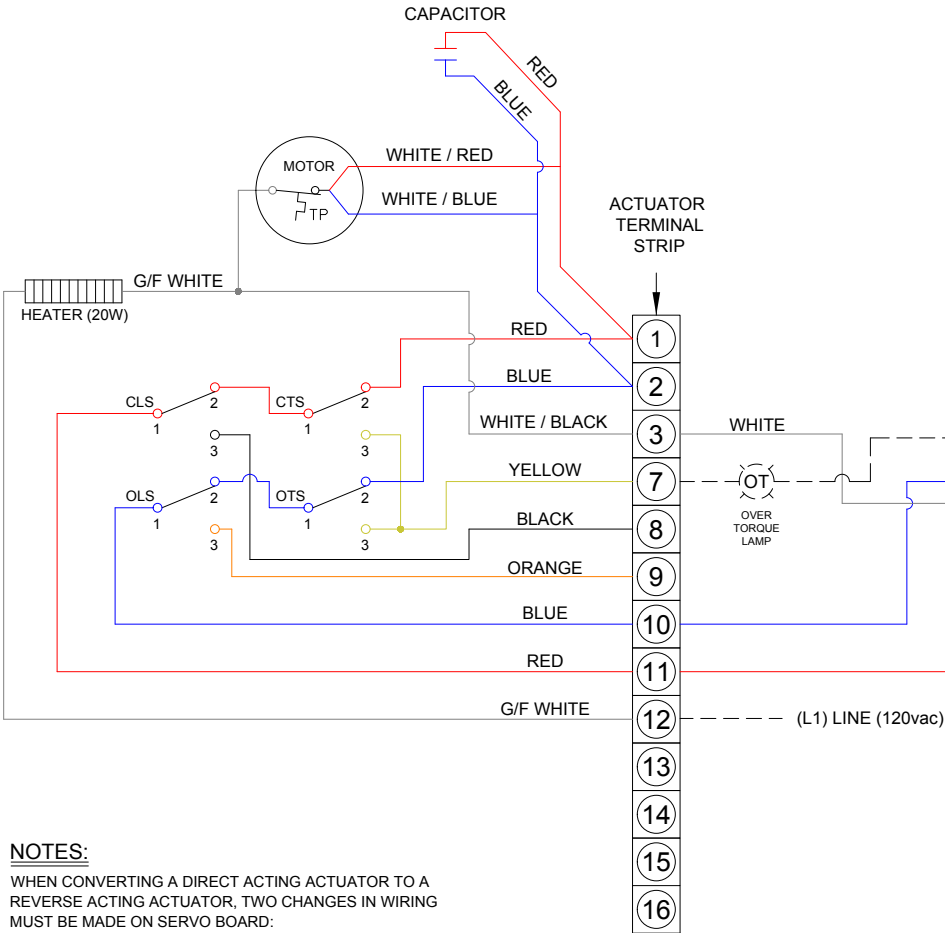 CAPACITOR
RED
BLUE
MOTOR
TP
WHITE / RED
WHITE / BLUE
ACTUATOR
TERMINAL
STRIP
G/F WHITE
HEATER (20W)
RED
1
BLUE
2
CLS
1
2
3
CTS
1
2
3
WHITE / BLACK
3
WHITE
YELLOW
7
OT
OVER
TORQUE
LAMP
OLS
1
2
3
OTS
1
2
3
BLACK
8
ORANGE
9
BLUE
10
RED
11
G/F WHITE
12
(L1) LINE (120vac)
13
14
15
16
NOTES:
WHEN CONVERTING A DIRECT ACTING ACTUATOR TO A
REVERSE ACTING ACTUATOR, TWO CHANGES IN WIRING
MUST BE MADE ON SERVO BOARD: